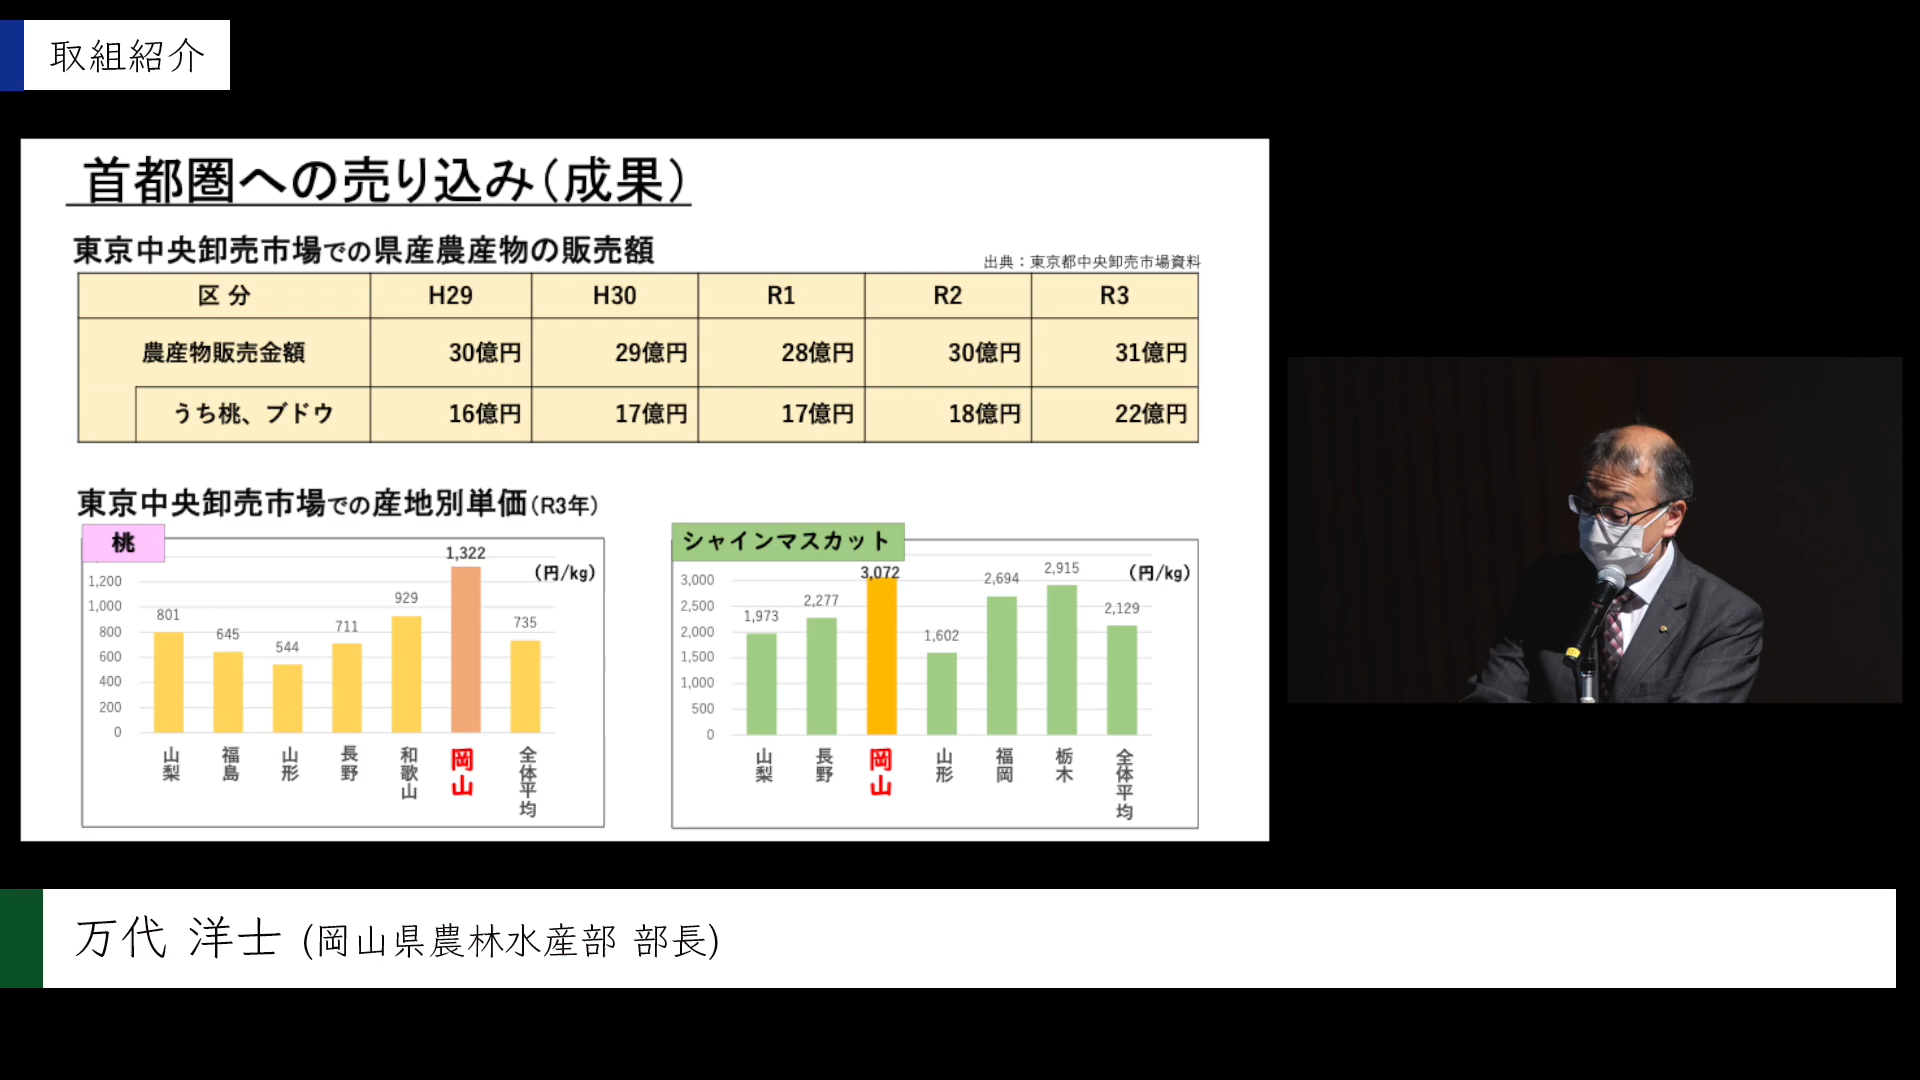 取組紹介
首都圏への売り込み（成果）
東京中央卸売市場での県産農産物の販売額
出典：東京都中央卸売市場資料
区 分 H29 H30 R1 R2 R3
農産物販売金額 30億円 29億円 28億円 30億円 31億円
うち桃、ブドウ 16億円 17億円 17億円 18億円 22億円
東京中央卸売市場での産地別単価（R3年）
桃
（円/kg）
1,200
1,000
800
600
400
200
0
801 645 544 711 929 1,322 735
山梨 福島 山形 長野 和歌山 岡山 全体平均
シャインマスカット
（円/kg）
3,000
2,500
2,000
1,500
1,000
500
0
1,973 2,277 3,072 1,602 2,694 2,915 2,129
山梨 長野 岡山 山形 福岡 栃木 全体平均
万代 洋士 (岡山県農林水産部 部長)